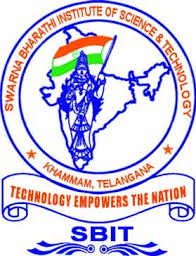 SWARNA BHARATHI INSTITUTE OF SCIENCE & TECHNOLOGY
KHAMMAM, TELANGANA
TECHNOLOGY EMPOWERS THE NATION
SBIT